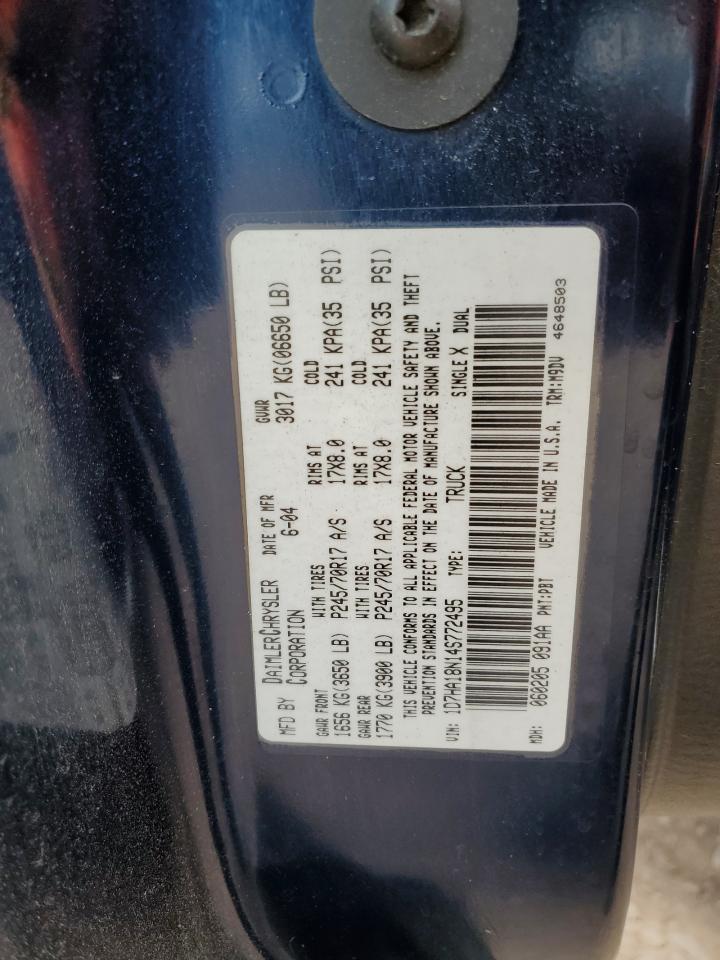 MFD BY DAIMLERCHRYSLER CORPORATION DATE OF MFR 6-04 GVWR 3017 KG(06650 LB)
GAWR FRONT WITH TIRES RIMS AT COLD
1656 KG(3650 LB) P245/70R17 A/S 17X8.0 241 KPA(35 PSI)
GAWR REAR WITH TIRES RIMS AT COLD
1770 KG(3900 LB) P245/70R17 A/S 17X8.0 241 KPA(35 PSI)
THIS VEHICLE CONFORMS TO ALL APPLICABLE FEDERAL MOTOR VEHICLE SAFETY AND THEFT
PREVENTION STANDARDS IN EFFECT ON THE DATE OF MANUFACTURE SHOWN ABOVE.
VIN: 1D7HA18N14S772495 TYPE: TRUCK SINGLE X DUAL
MDH: 060205 091AA PNT:PBT VEHICLE MADE IN U.S.A. TRM:M9DV 4648503